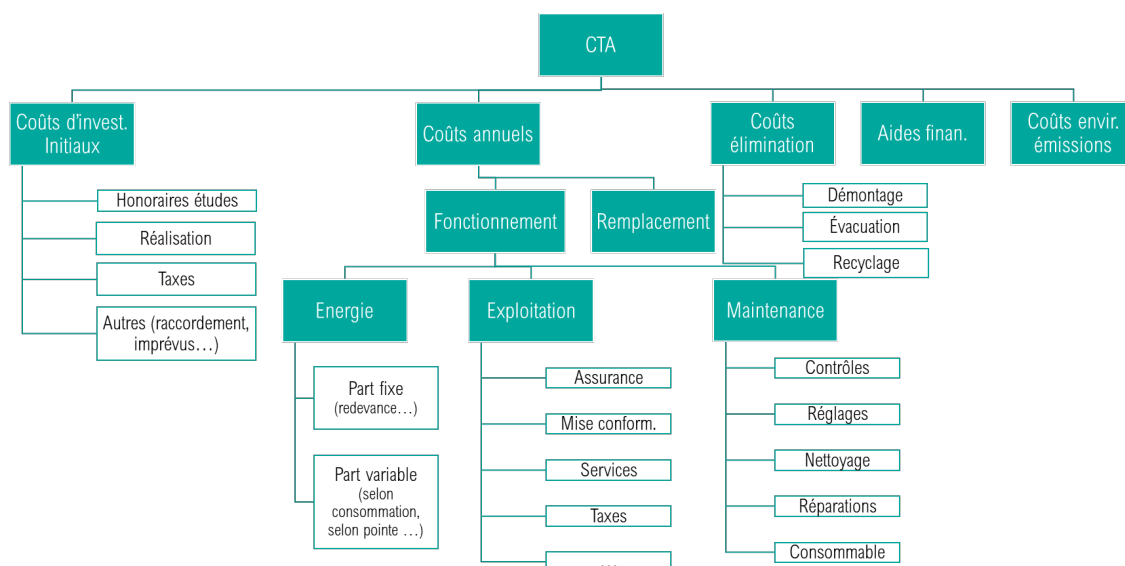 CTA
Coûts d'invest.
Initiaux
Coûts annuels
Coûts
élimination
Aides finan.
Coûts envir.
émissions
Honoraires études
Réalisation
Taxes
Autres (raccordement,
imprévus…)
Fonctionnement
Remplacement
Démontage
Évacuation
Recyclage
Energie
Exploitation
Maintenance
Part fixe
(redevance…)
Part variable
(selon
consommation,
selon pointe …)
Assurance
Mise conform.
Services
Taxes
…
Contrôles
Réglages
Nettoyage
Réparations
Consommable